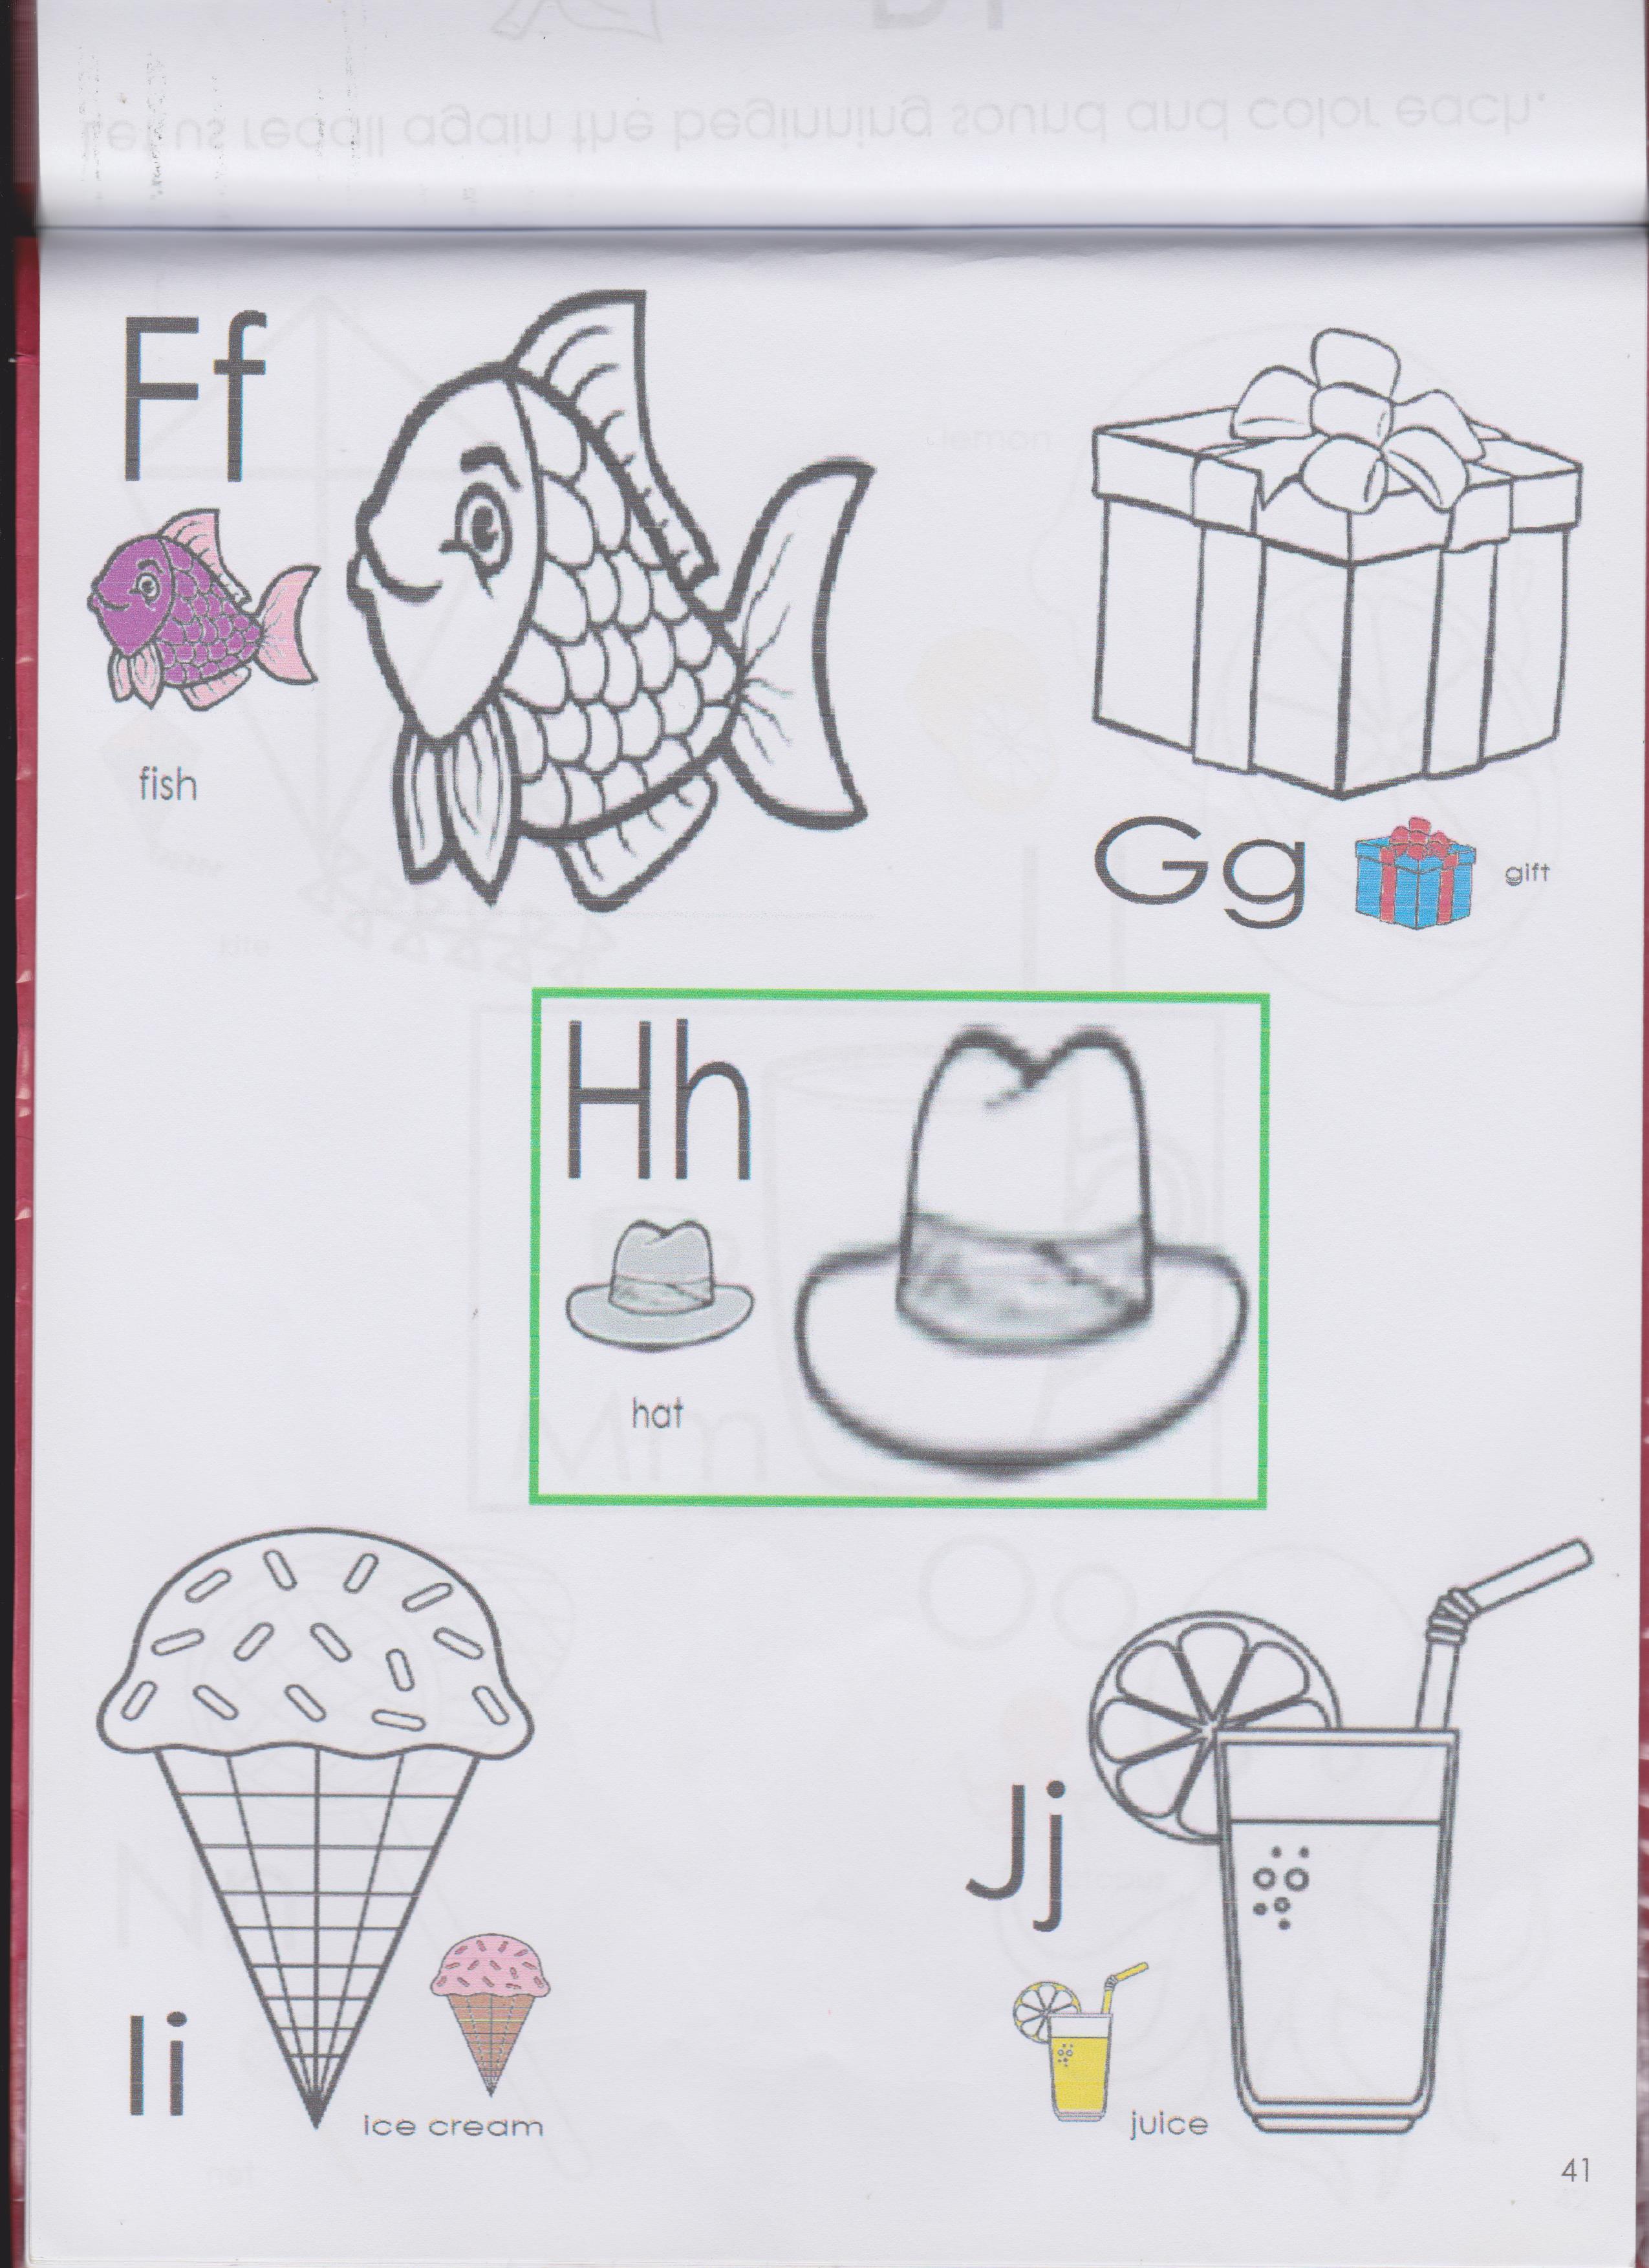 Let us recall again the beginning sound and color each.
Ff
fish
Gg
gift
Hh
hat
Ii
ice cream
Jj
juice
41